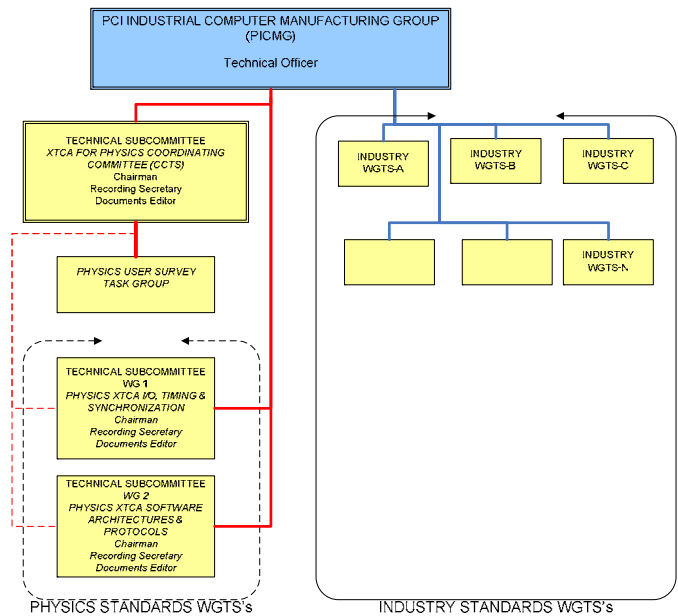 PCI INDUSTRIAL COMPUTER MANUFACTURING GROUP
(PICMG)
Technical Officer
TECHNICAL SUBCOMMITTEE
XTCA FOR PHYSICS COORDINATING
COMMITTEE (CCTS)
Chairman
Recording Secretary
Documents Editor
PHYSICS USER SURVEY
TASK GROUP
TECHNICAL SUBCOMMITTEE
WG 1
PHYSICS XTCA I/O, TIMING &
SYNCHRONIZATION
Chairman
Recording Secretary
Documents Editor
TECHNICAL SUBCOMMITTEE
WG 2
PHYSICS XTCA SOFTWARE
ARCHITECTURES &
PROTOCOLS
Chairman
Recording Secretary
Documents Editor
PHYSICS STANDARDS WGTS's
INDUSTRY
WGTS-A
INDUSTRY
WGTS-B
INDUSTRY
WGTS-C
INDUSTRY
WGTS-N
INDUSTRY STANDARDS WGTS's